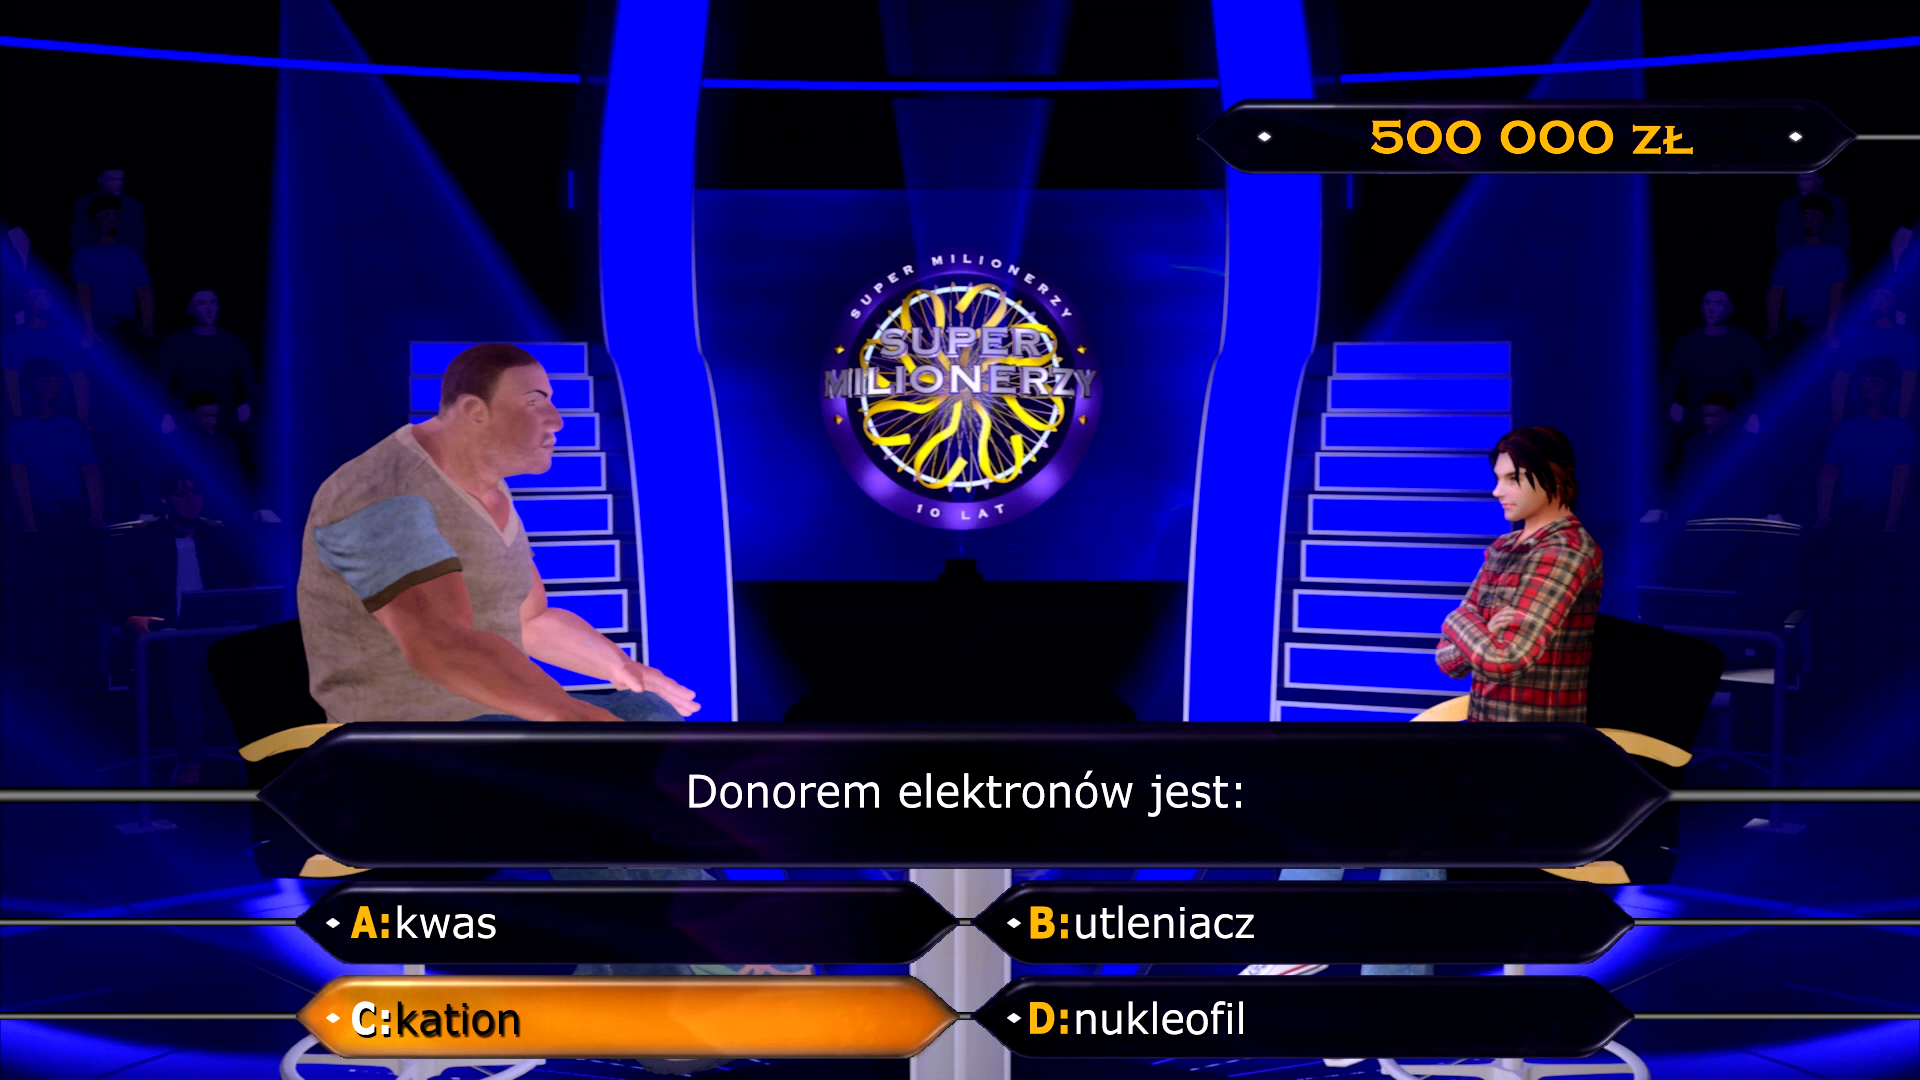 500 000 ZŁ
SUPER MILIONERZY
SUPER
MILIONERZY
10 LAT
Donorem elektronów jest:
A:kwas
B:utleniacz
C:kation
D:nukleofil